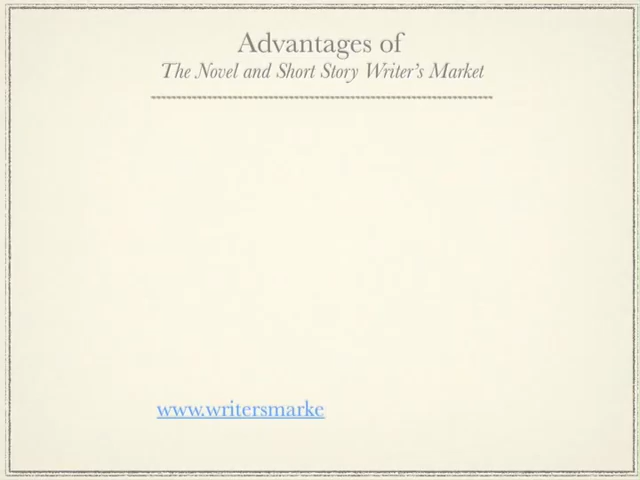 Advantages of
The Novel and Short Story Writer's Market
www.writersmarke